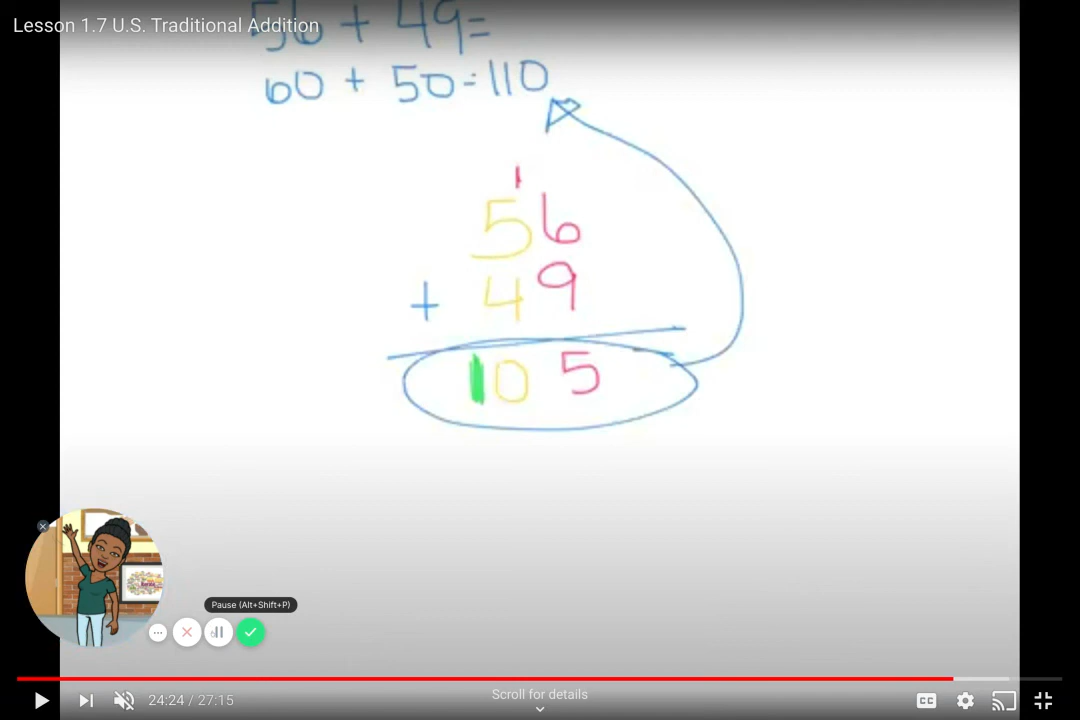 Lesson 1.7 U.S. Traditional Addition
56 + 49=
60 + 50=110
1
56
+ 49
105
Pause (Alt+Shift+P)
24:24 / 27:15
Scroll for details
CC